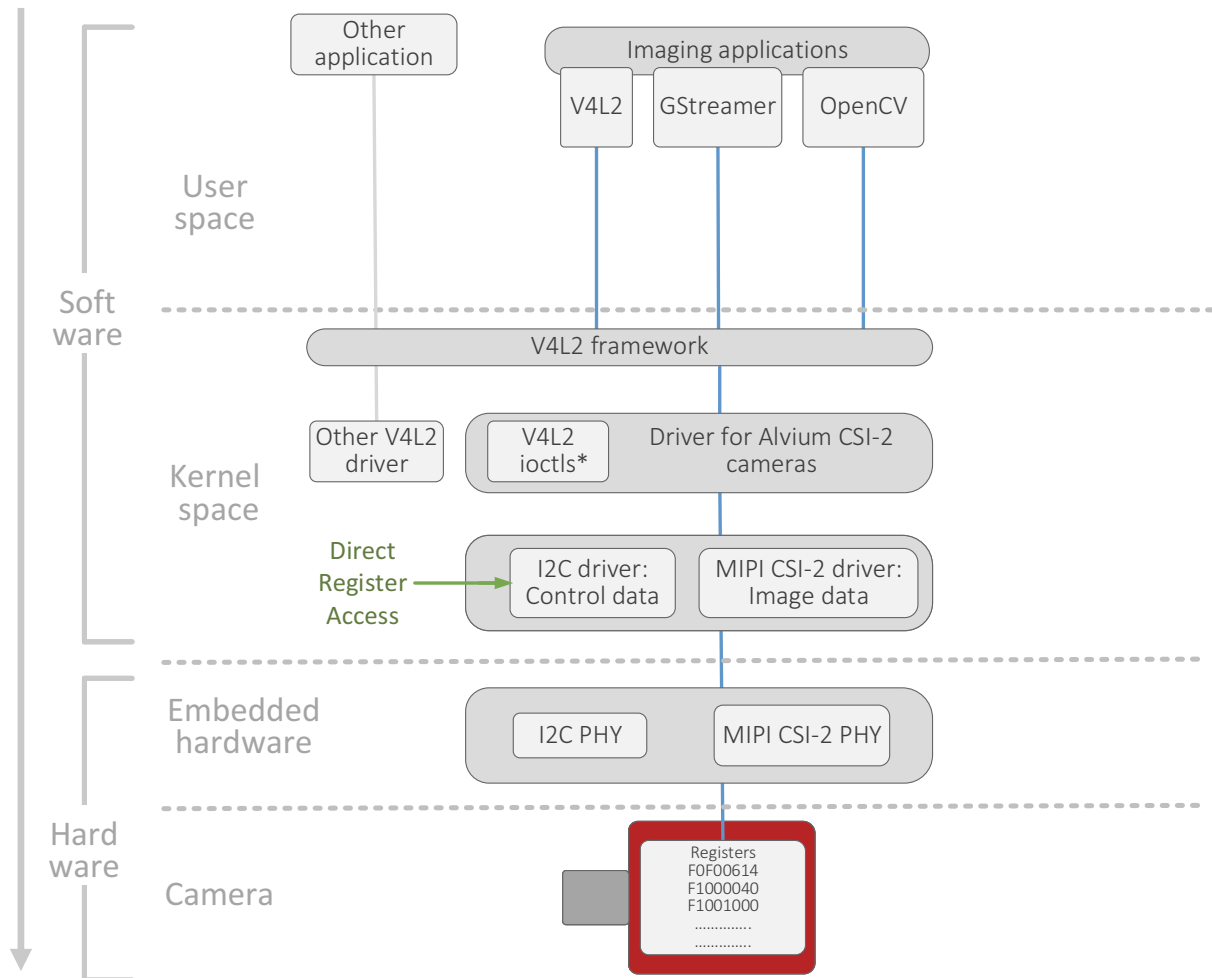 Other
application
Imaging applications
V4L2
GStreamer
OpenCV
User
space
Soft
ware
V4L2 framework
Other V4L2
driver
V4L2
ioctls*
Driver for Alvium CSI-2
cameras
Kernel
space
Direct
Register
Access
I2C driver:
Control data
MIPI CSI-2 driver:
Image data
Embedded
hardware
I2C PHY
MIPI CSI-2 PHY
Hard
ware
Camera
Registers
F0F00614
F1000040
F1001000
..............
..............